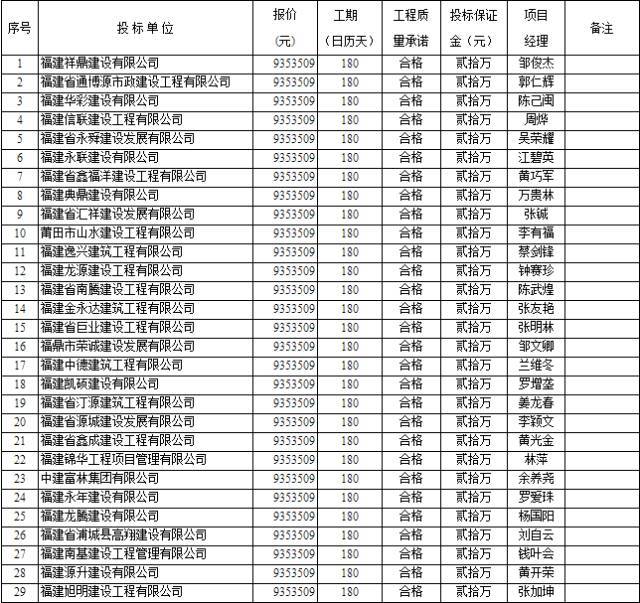 序号 投标单位 报价(元) 工期(日历天) 工程质量承诺 投标保证金（元） 项目经理 备注
1 福建祥鼎建设有限公司 9353509 180 合格 贰拾万 邹俊杰
2 福建省通博源市政建设工程有限公司 9353509 180 合格 贰拾万 郭仁辉
3 福建华彩建设有限公司 9353509 180 合格 贰拾万 陈己闽
4 福建信联建设工程有限公司 9353509 180 合格 贰拾万 周烨
5 福建省永舜建设发展有限公司 9353509 180 合格 贰拾万 吴荣耀
6 福建永联建设有限公司 9353509 180 合格 贰拾万 江碧英
7 福建省鑫福洋建设工程有限公司 9353509 180 合格 贰拾万 黄巧军
8 福建典鼎建设有限公司 9353509 180 合格 贰拾万 万贵林
9 福建省汇祥建设发展有限公司 9353509 180 合格 贰拾万 张诚
10 莆田市山水建设工程有限公司 9353509 180 合格 贰拾万 李有福
11 福建逸兴建筑工程有限公司 9353509 180 合格 贰拾万 蔡剑锋
12 福建龙源建设工程有限公司 9353509 180 合格 贰拾万 钟赛珍
13 福建省南腾建设工程有限公司 9353509 180 合格 贰拾万 陈武煌
14 福建金永达建筑工程有限公司 9353509 180 合格 贰拾万 张友艳
15 福建省巨业建设工程有限公司 9353509 180 合格 贰拾万 张明林
16 福鼎市荣诚建设发展有限公司 9353509 180 合格 贰拾万 邹文卿
17 福建中德建筑工程有限公司 9353509 180 合格 贰拾万 兰维冬
18 福建凯硕建设有限公司 9353509 180 合格 贰拾万 罗增垄
19 福建省汀源建筑工程有限公司 9353509 180 合格 贰拾万 姜龙春
20 福建省源城建设发展有限公司 9353509 180 合格 贰拾万 李颖文
21 福建省鑫成建设工程有限公司 9353509 180 合格 贰拾万 黄光金
22 福建锦华工程项目管理有限公司 9353509 180 合格 贰拾万 林萍
23 中建富林集团有限公司 9353509 180 合格 贰拾万 余养尧
24 福建永年建设有限公司 9353509 180 合格 贰拾万 罗爱珠
25 福建龙腾建设有限公司 9353509 180 合格 贰拾万 杨国阳
26 福建省浦城县高翔建设有限公司 9353509 180 合格 贰拾万 刘自云
27 福建南基建设工程管理有限公司 9353509 180 合格 贰拾万 钱叶会
28 福建源升建设有限公司 9353509 180 合格 贰拾万 黄开荣
29 福建旭明建设工程有限公司 9353509 180 合格 贰拾万 张加坤